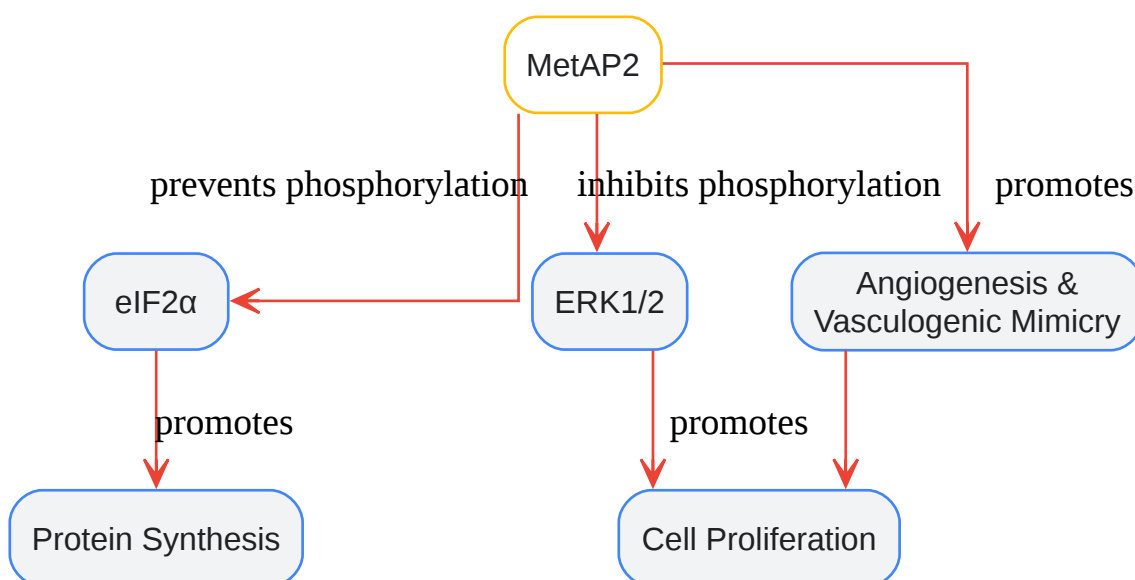 MetAP2
prevents phosphorylation
inhibits phosphorylation
promotes
eIF2α
ERK1/2
Angiogenesis &
Vasculogenic Mimicry
promotes
promotes
Protein Synthesis
Cell Proliferation